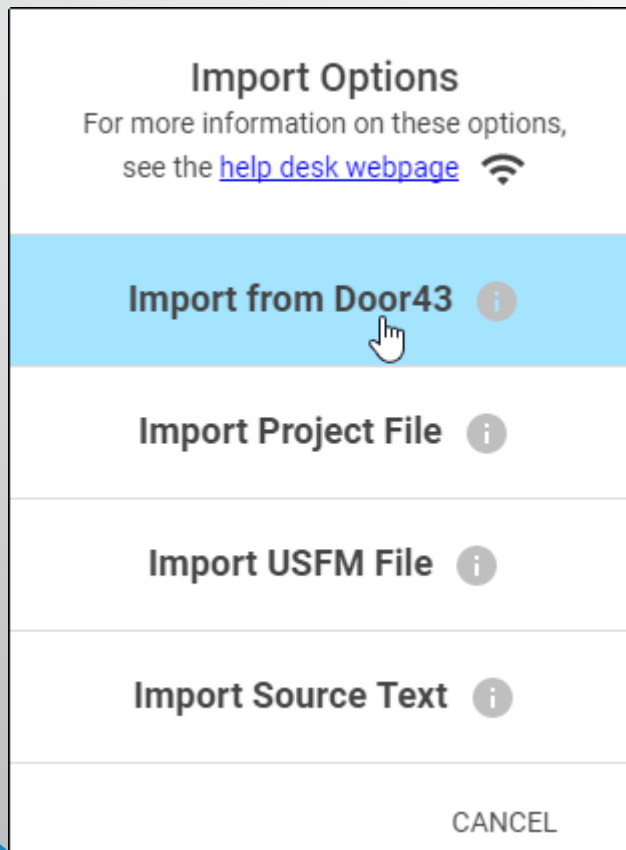 Import Options
For more information on these options,
see the help desk webpage
Import from Door43
Import Project File
Import USFM File
Import Source Text
CANCEL